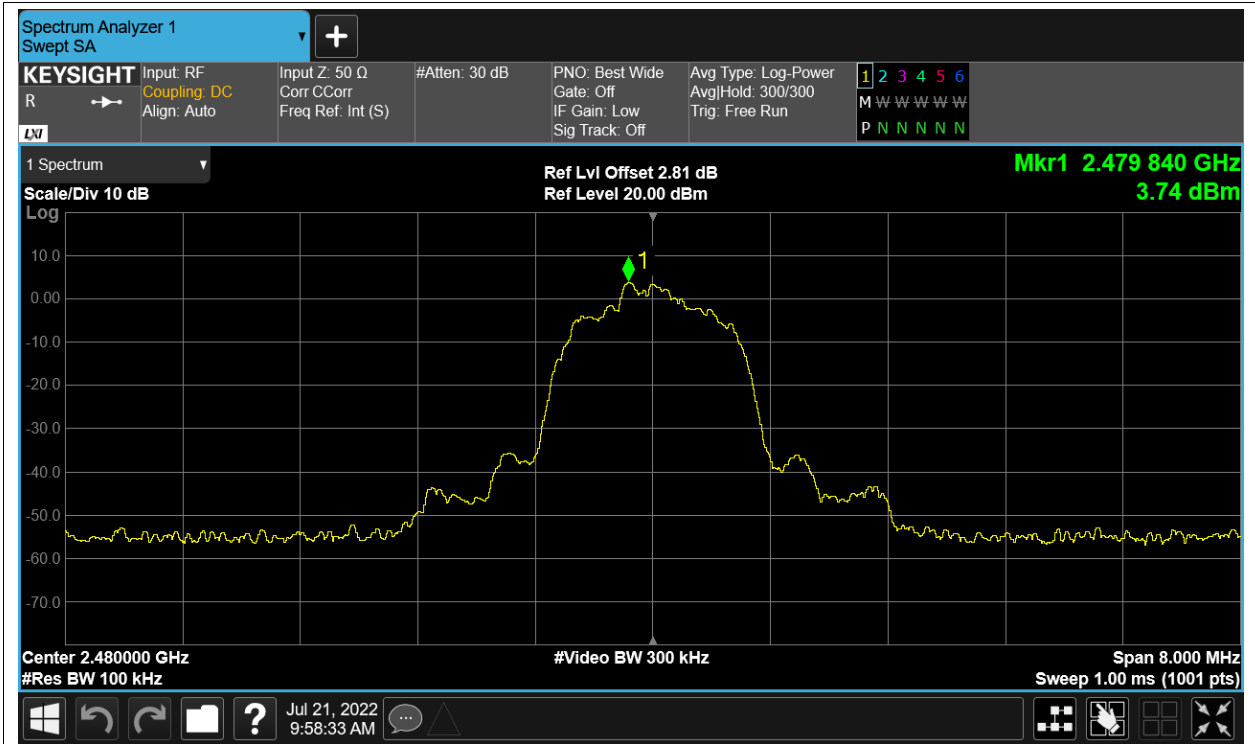 Spectrum Analyzer 1
Swept SA
+
KEYSIGHT
R
LXI
Input: RF
Coupling: DC
Align: Auto
Input Z: 50 Ω
Corr CCorr
Freq Ref: Int (S)
#Atten: 30 dB
PNO: Best Wide
Gate: Off
IF Gain: Low
Sig Track: Off
Avg Type: Log-Power
Avg|Hold: 300/300
Trig: Free Run
1 2 3 4 5 6
M W W W W W
P N N N N N
1 Spectrum
Scale/Div 10 dB
Ref Lvl Offset 2.81 dB
Ref Level 20.00 dBm
Mkr1 2.479 840 GHz
3.74 dBm
Log
1
10.0
0.00
-10.0
-20.0
-30.0
-40.0
-50.0
-60.0
-70.0
Center 2.480000 GHz
#Res BW 100 kHz
#Video BW 300 kHz
Span 8.000 MHz
Sweep 1.00 ms (1001 pts)
?
Jul 21, 2022
9:58:33 AM